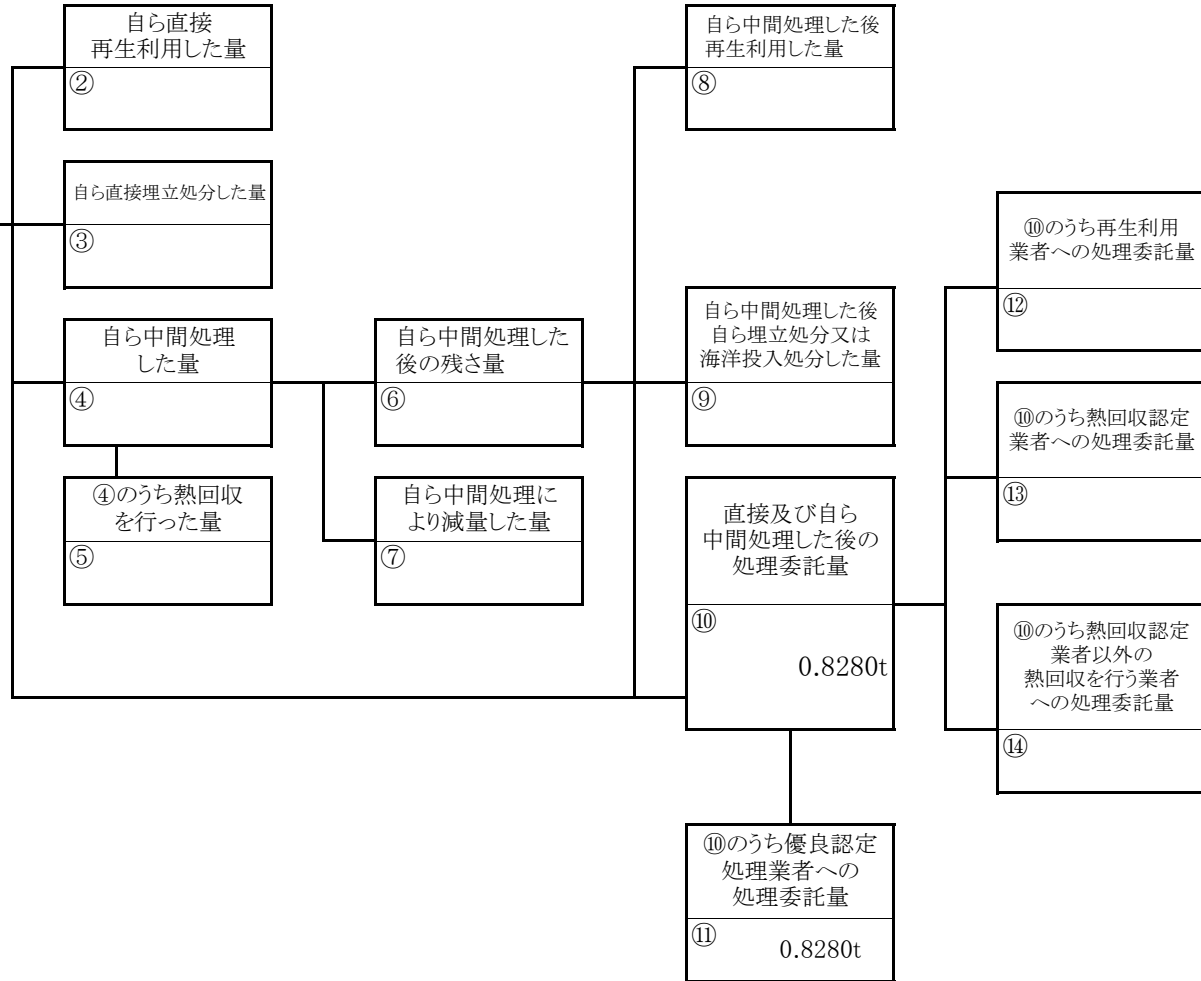 自ら直接
再生利用した量
②
自ら直接埋立処分した量
③
自ら中間処理
した量
④
④のうち熱回収
を行った量
⑤
自ら中間処理した
後の残さ量
⑥
自ら中間処理に
より減量した量
⑦
自ら中間処理した後
再生利用した量
⑧
自ら中間処理した後
自ら埋立処分又は
海洋投入処分した量
⑨
直接及び自ら
中間処理した後の
処理委託量
⑩
0.8280t
⑩のうち優良認定
処理業者への
処理委託量
⑪
0.8280t
⑩のうち再生利用
業者への処理委託量
⑫
⑩のうち熱回収認定
業者への処理委託量
⑬
⑩のうち熱回収認定
業者以外の
熱回収を行う業者
への処理委託量
⑭